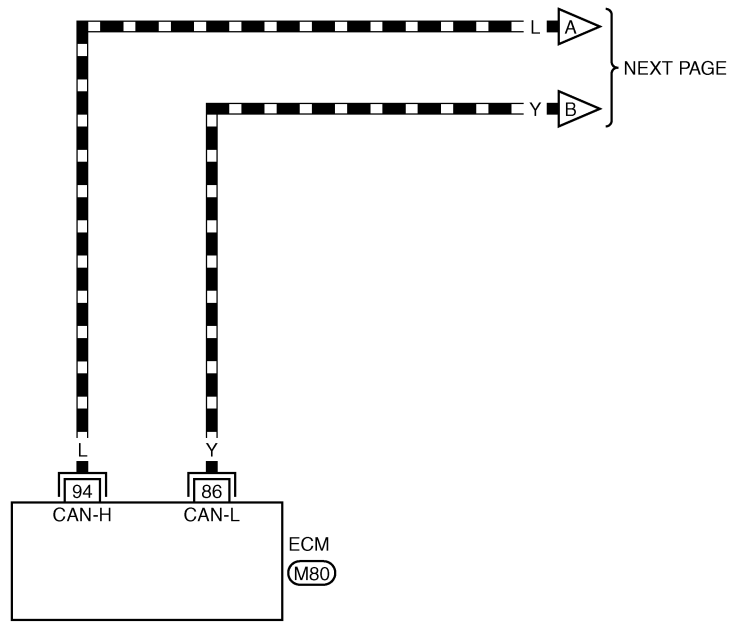 L A
NEXT PAGE
Y B
L Y
94 86
CAN-H CAN-L
ECM
M80